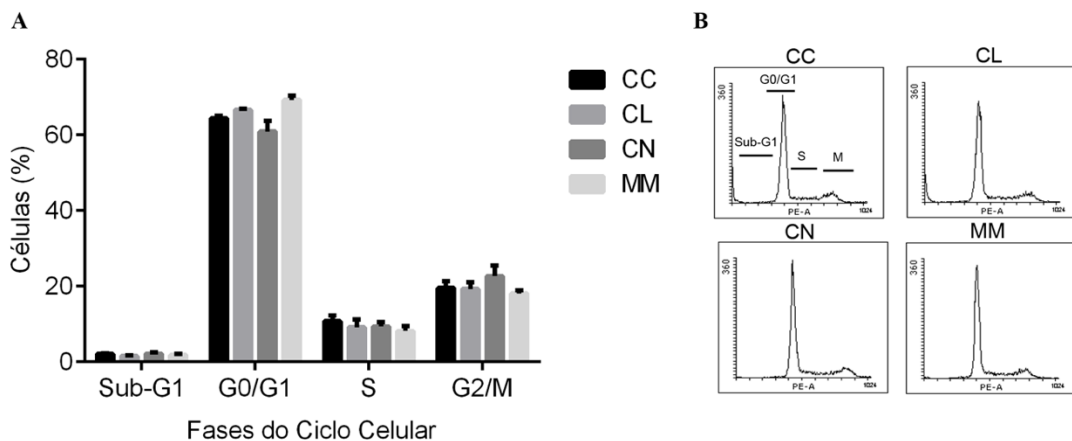 A
80
60
40
20
0
Células (%)
Sub-G1 G0/G1 S G2/M
Fases do Ciclo Celular
CC
CL
CN
MM
B
CC
360
G0/G1
Sub-G1
S
M
PE-A
1024
CL
360
PE-A
1024
CN
360
PE-A
1024
MM
360
PE-A
1024